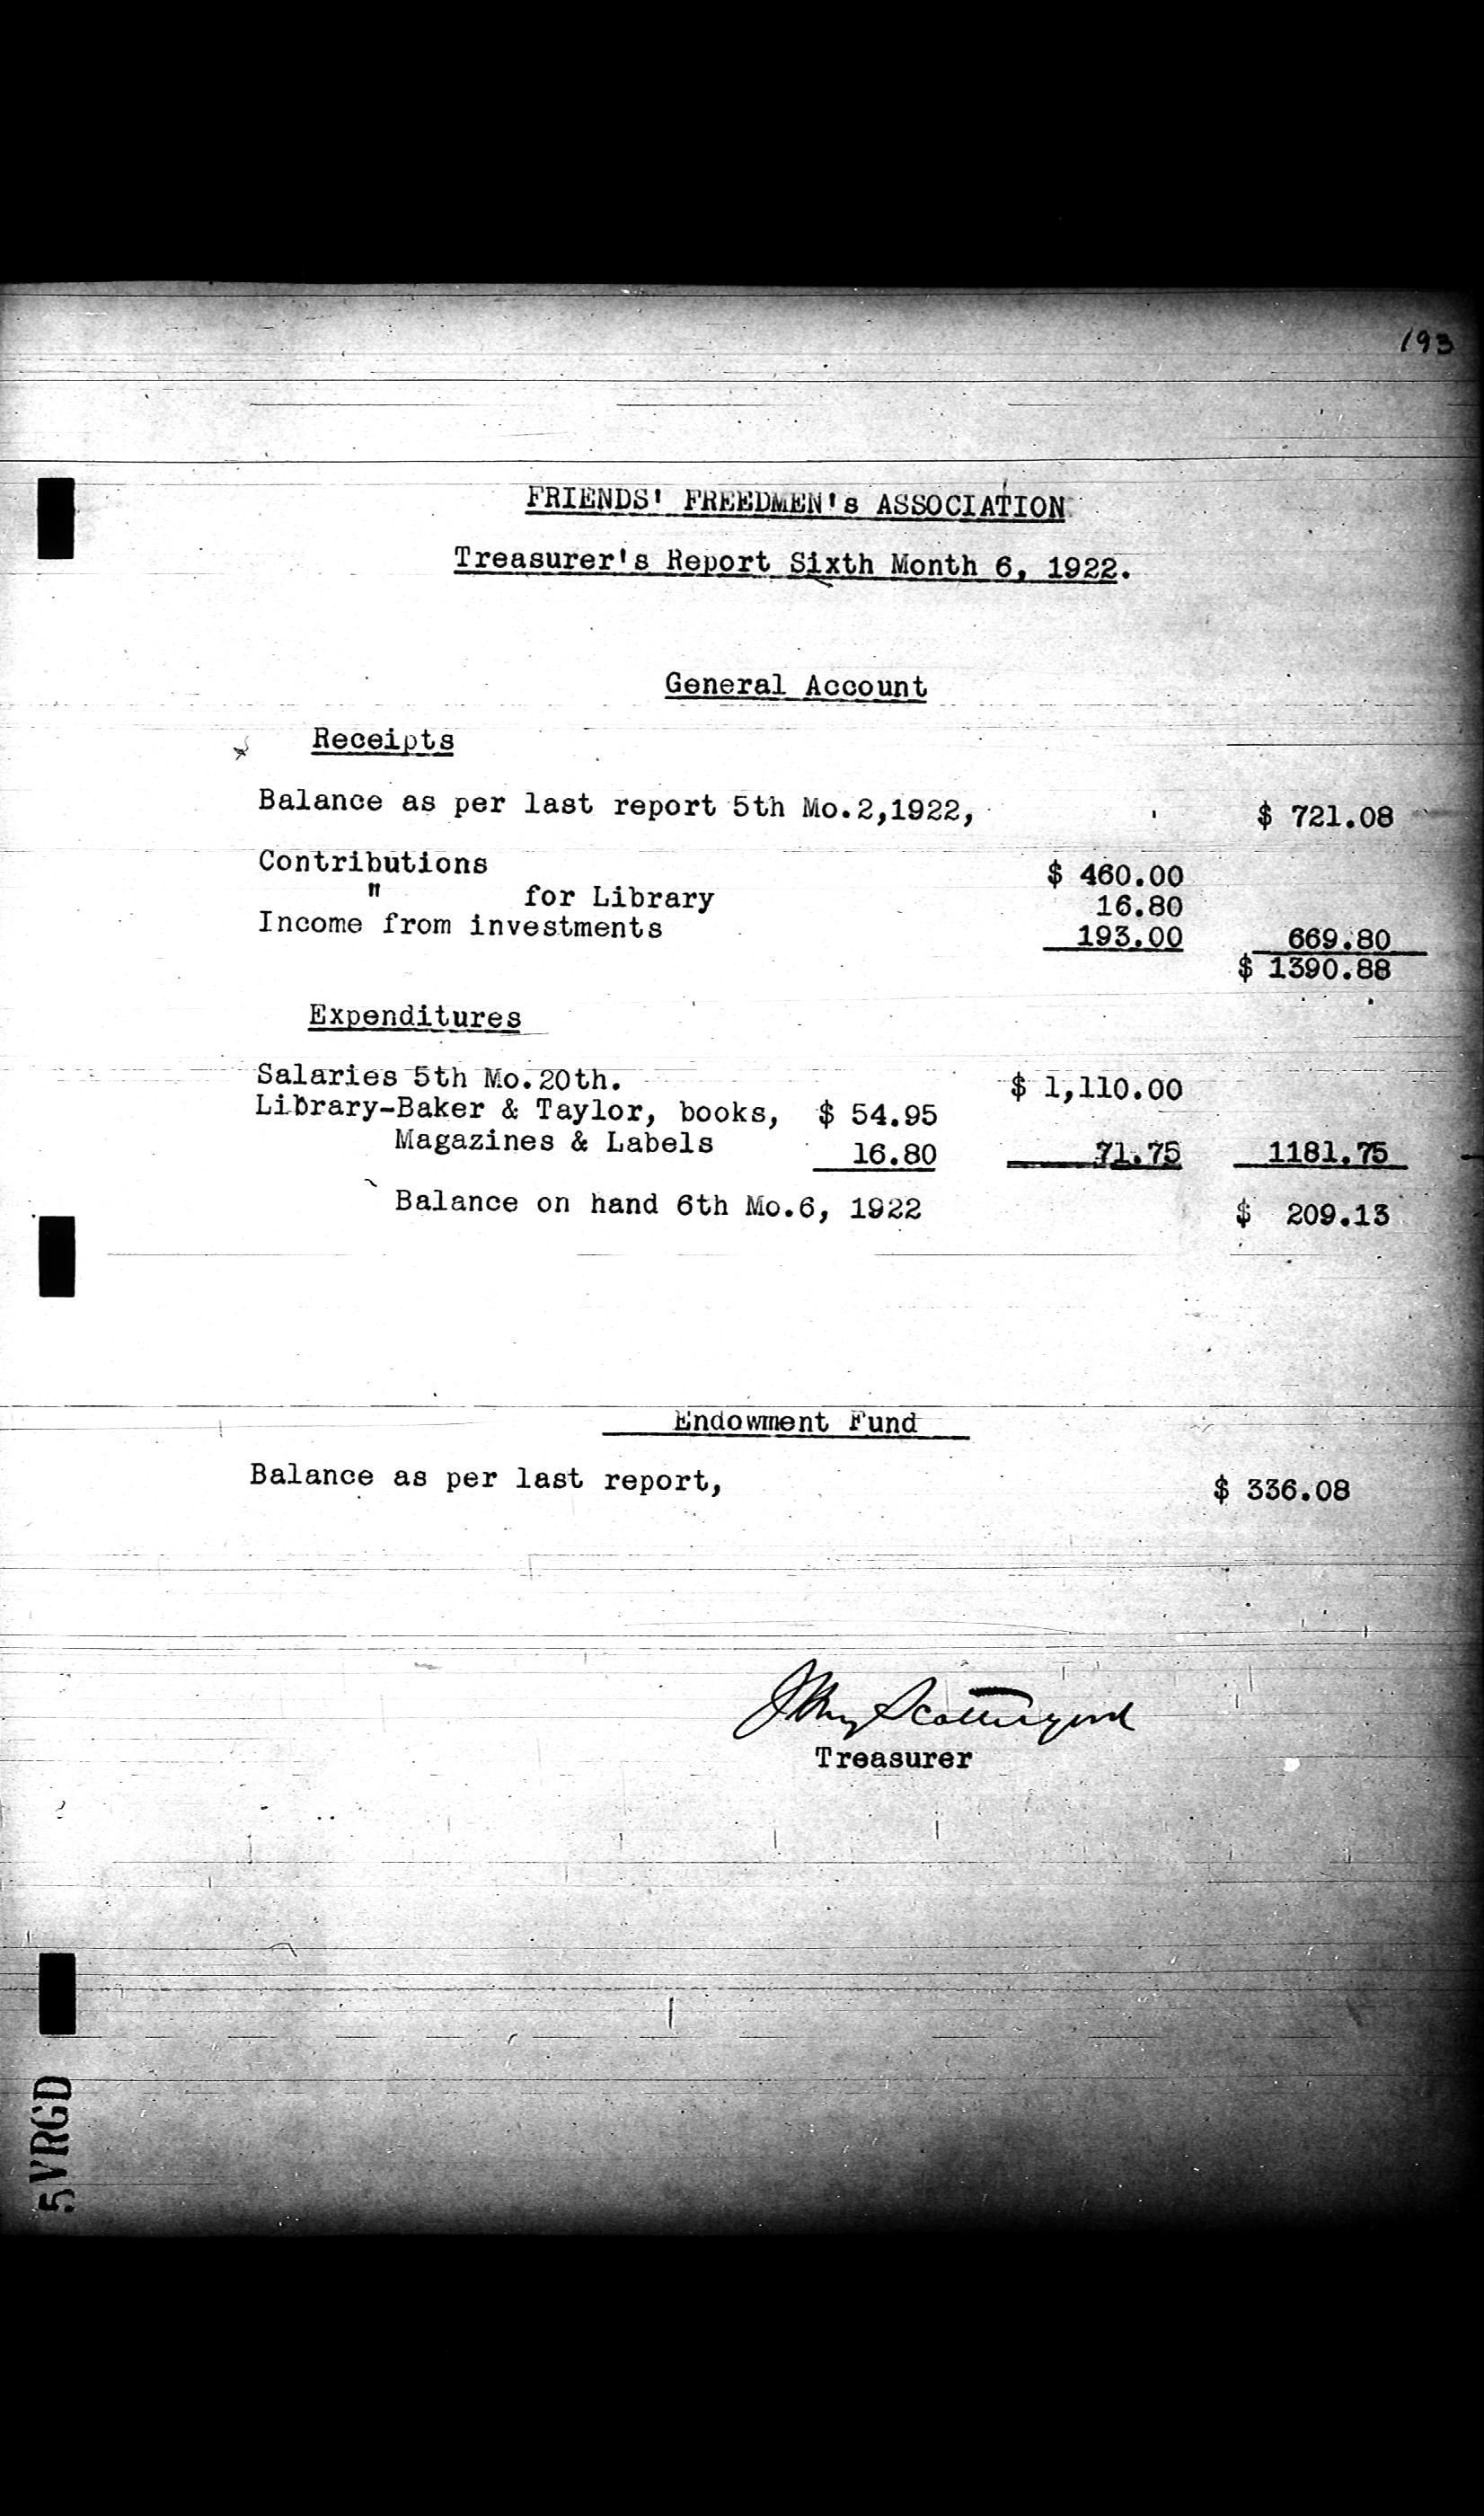 193
FRIENDS' FREEDMEN's ASSOCIATION
Treasurer's Report Sixth Month 6, 1922.
General Account
Receipts
Balance as per last report 5th Mo.2,1922, $ 721.08
Contributions $ 460.00
" for Library 16.80
Income from investments 193.00 669.80
$ 1390.88
Expenditures
Salaries 5th Mo.20th. $ 1,110.00
Library-Baker & Taylor, books, $ 54.95
Magazines & Labels 16.80 71.75 1181.75
Balance on hand 6th Mo.6, 1922 $ 209.13
Endowment Fund
Balance as per last report, $ 336.08
Scattergood
Treasurer
5VRGD